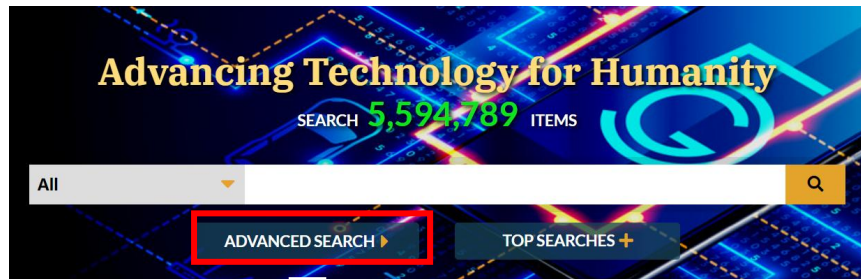 Advancing Technology for Humanity
SEARCH 5,594,789 ITEMS
All
ADVANCED SEARCH TOP SEARCHES +